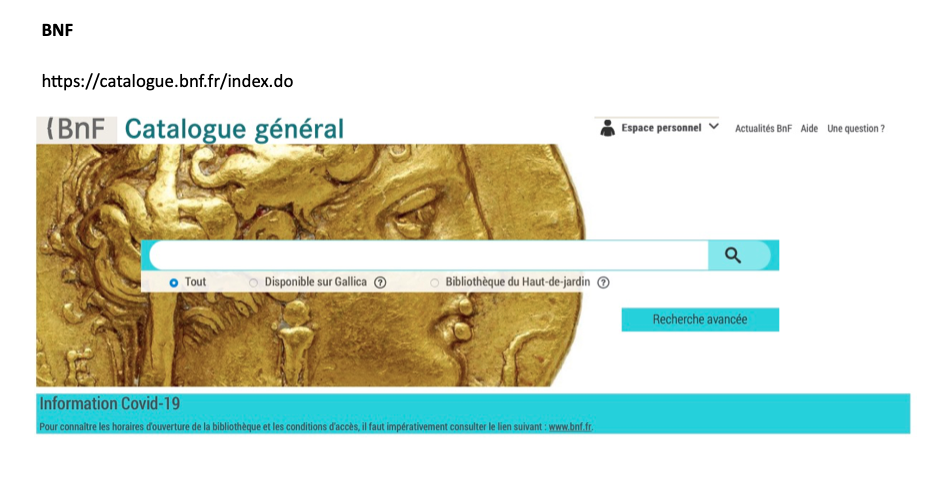 BNF
https://catalogue.bnf.fr/index.do
(BnF Catalogue général
Espace personnel Actualités BnF Aide Une question ?
Tout Disponible sur Gallica ? Bibliothèque du Haut-de-jardin ?
Recherche avancée
Information Covid-19
Pour connaître les horaires d'ouverture de la bibliothèque et les conditions d'accès, il faut impérativement consulter le lien suivant : www.bnf.fr.